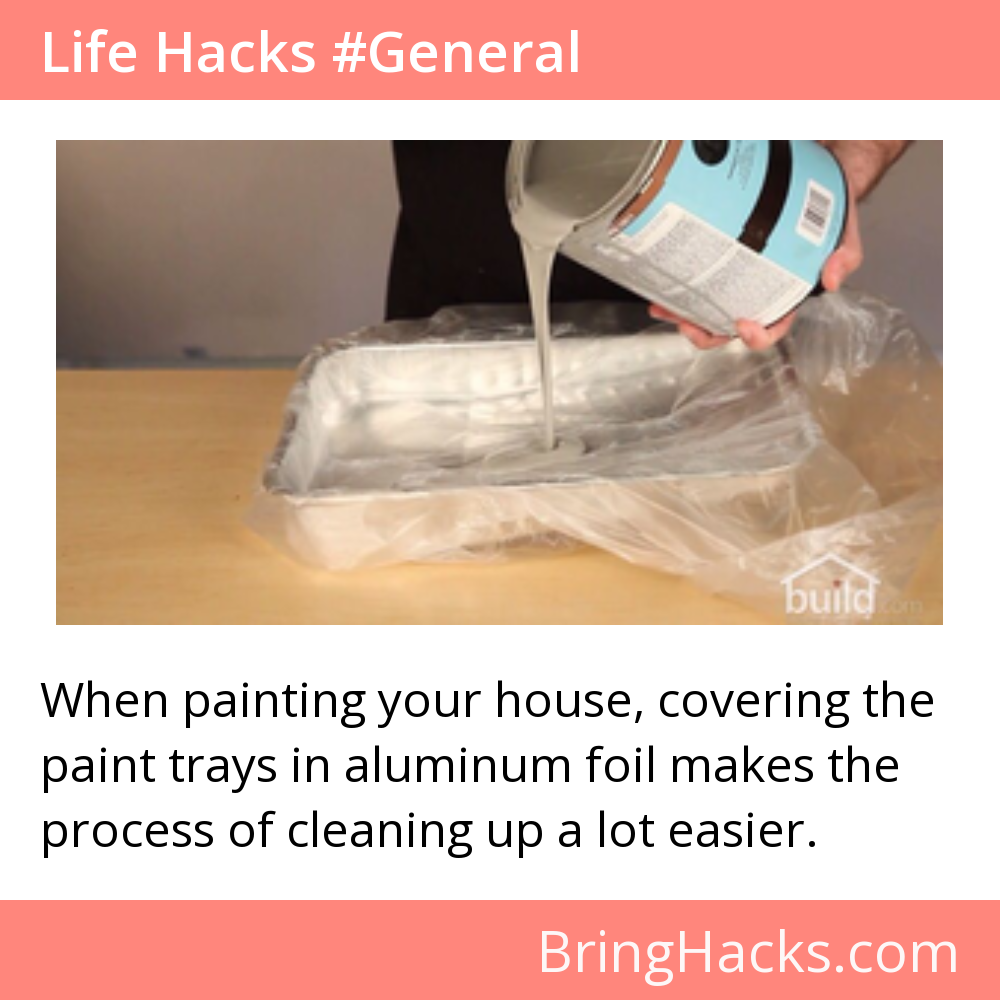 Life Hacks #General
build.com
When painting your house, covering the
paint trays in aluminum foil makes the
process of cleaning up a lot easier.
BringHacks.com